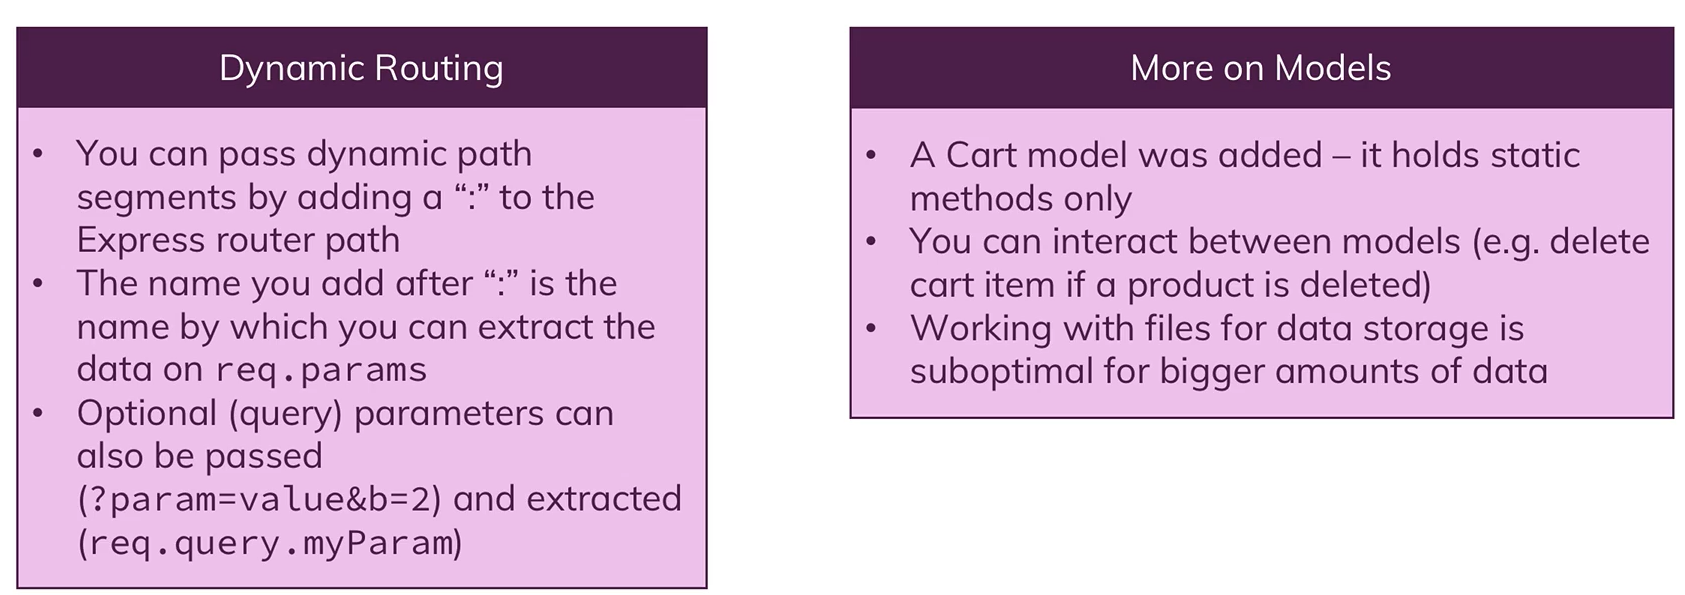 Dynamic Routing
• You can pass dynamic path
segments by adding a “:” to the
Express router path
• The name you add after “:” is the
name by which you can extract the
data on req.params
• Optional (query) parameters can
also be passed
(?param=value&b=2) and extracted
(req.query.myParam)
More on Models
• A Cart model was added – it holds static
methods only
• You can interact between models (e.g. delete
cart item if a product is deleted)
• Working with files for data storage is
suboptimal for bigger amounts of data